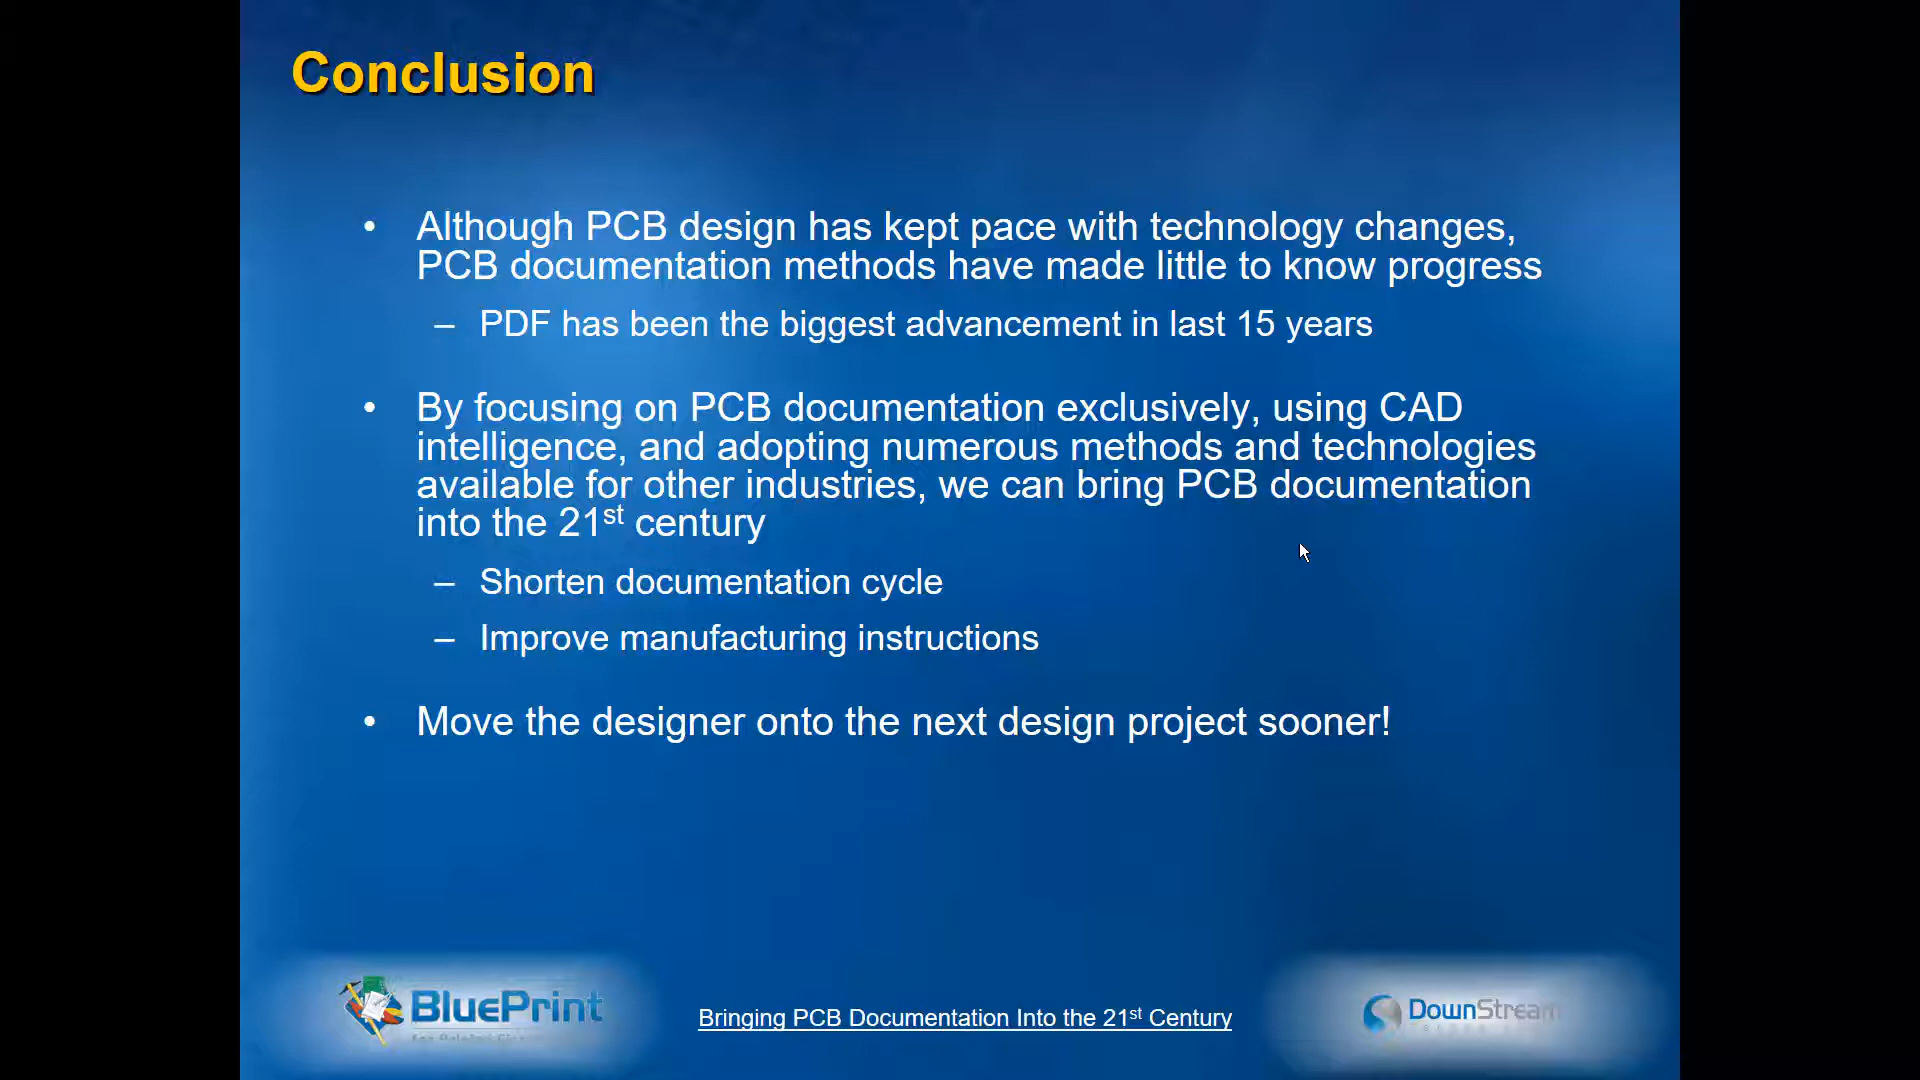 Conclusion
• Although PCB design has kept pace with technology changes,
PCB documentation methods have made little to know progress
– PDF has been the biggest advancement in last 15 years
• By focusing on PCB documentation exclusively, using CAD
intelligence, and adopting numerous methods and technologies
available for other industries, we can bring PCB documentation
into the 21st century
– Shorten documentation cycle
– Improve manufacturing instructions
• Move the designer onto the next design project sooner!
BluePrint
Bringing PCB Documentation Into the 21st Century
DownStream